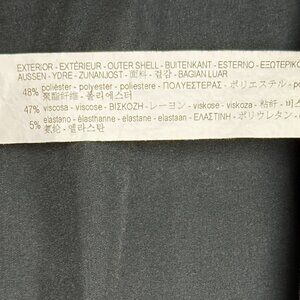 EXTERIOR - EXTÉRIEUR - OUTER SHELL - BUITENKANT - ESTERNO - ΕΞΩΤΕΡΙΚΟ
AUSSEN - YDRE - ZUNANJOST - 面料 - 겉감 - BAGIAN LUAR
48% poliéster - polyester - poliestere - ΠΟΛΥΕΣΤΕΡΑΣ - ポリエステル -
聚酯纤维 - 폴리에스터
47% viscosa - viscose - ΒΙΣΚΟΖΗ - レーヨン - viskose - viskoza - 粘纤 - 비스
5% elastano - élasthanne - elastane - elastaan - ΕΛΑΣΤΙΝΗ - ポリウレタン -
氨纶 - 엘라스탄